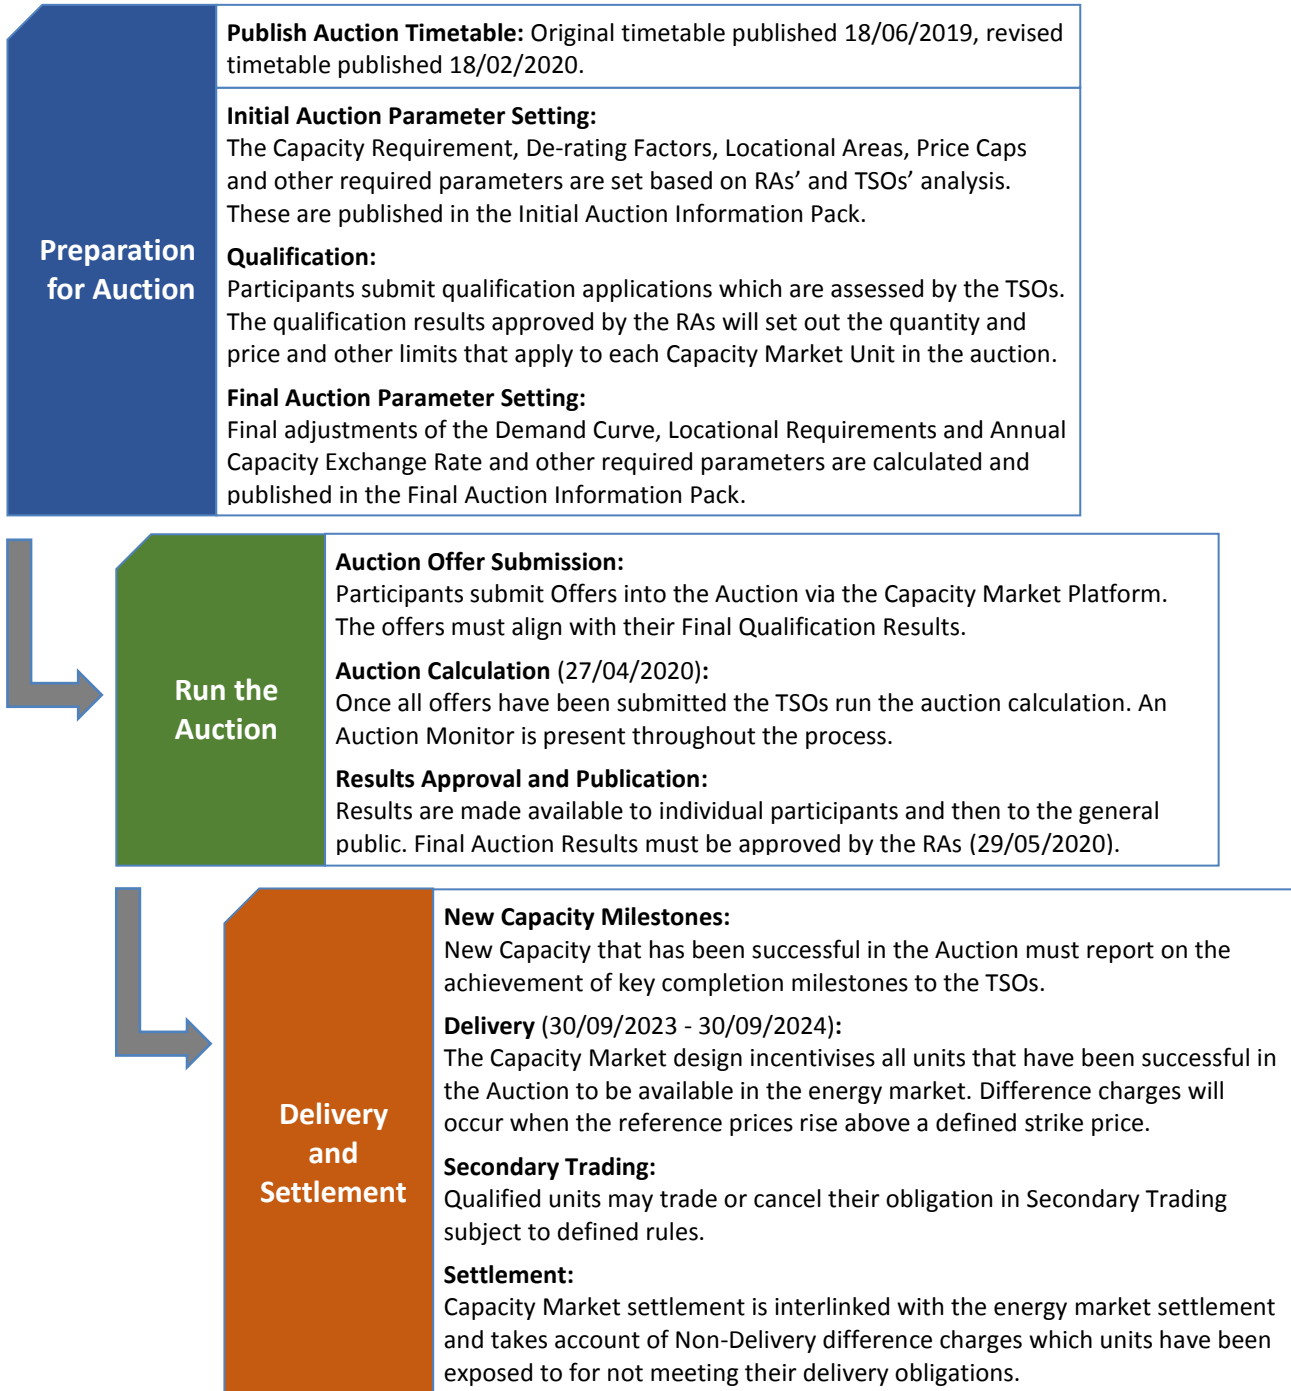 Publish Auction Timetable: Original timetable published 18/06/2019, revised
timetable published 18/02/2020.
Preparation
for Auction
Initial Auction Parameter Setting:
The Capacity Requirement, De-rating Factors, Locational Areas, Price Caps
and other required parameters are set based on RAs’ and TSOs’ analysis.
These are published in the Initial Auction Information Pack.
Qualification:
Participants submit qualification applications which are assessed by the TSOs.
The qualification results approved by the RAs will set out the quantity and
price and other limits that apply to each Capacity Market Unit in the auction.
Final Auction Parameter Setting:
Final adjustments of the Demand Curve, Locational Requirements and Annual
Capacity Exchange Rate and other required parameters are calculated and
published in the Final Auction Information Pack.
Run the
Auction
Auction Offer Submission:
Participants submit Offers into the Auction via the Capacity Market Platform.
The offers must align with their Final Qualification Results.
Auction Calculation (27/04/2020):
Once all offers have been submitted the TSOs run the auction calculation. An
Auction Monitor is present throughout the process.
Results Approval and Publication:
Results are made available to individual participants and then to the general
public. Final Auction Results must be approved by the RAs (29/05/2020).
Delivery
and
Settlement
New Capacity Milestones:
New Capacity that has been successful in the Auction must report on the
achievement of key completion milestones to the TSOs.
Delivery (30/09/2023 - 30/09/2024):
The Capacity Market design incentivises all units that have been successful in
the Auction to be available in the energy market. Difference charges will
occur when the reference prices rise above a defined strike price.
Secondary Trading:
Qualified units may trade or cancel their obligation in Secondary Trading
subject to defined rules.
Settlement:
Capacity Market settlement is interlinked with the energy market settlement
and takes account of Non-Delivery difference charges which units have been
exposed to for not meeting their delivery obligations.